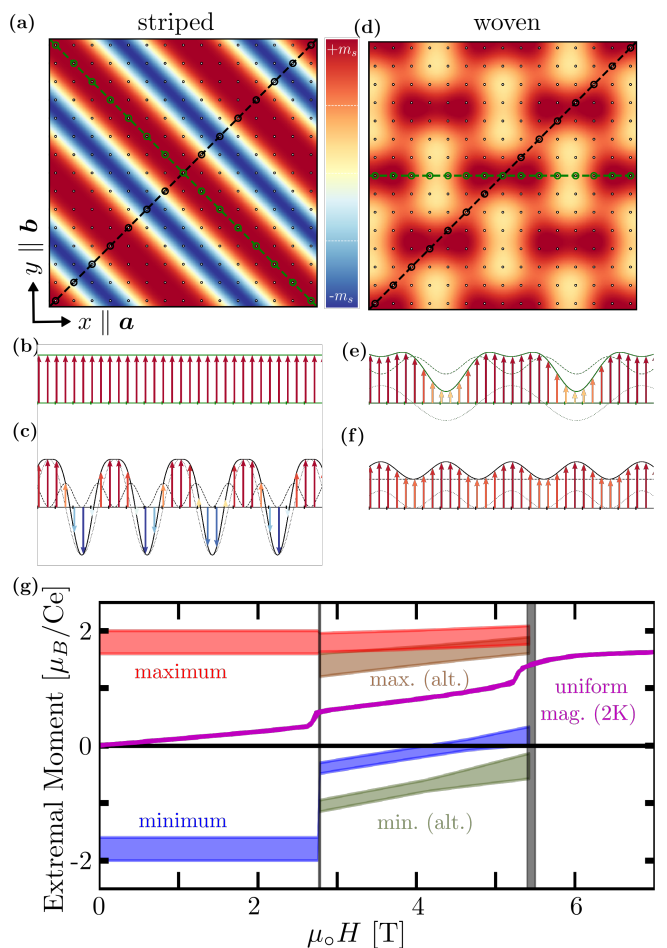 (a) striped
(d) woven
+m_s
-m_s
y ∥ b
x ∥ a
(b)
(e)
(c)
(f)
(g)
Extremal Moment [μ_B/Ce]
2
0
-2
maximum
max. (alt.)
uniform
mag. (2K)
minimum
min. (alt.)
0 2 4 6
μ∘H [T]